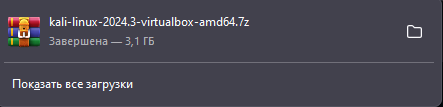 kali-linux-2024.3-virtualbox-amd64.7z
Завершена — 3,1 ГБ
Показать все загрузки